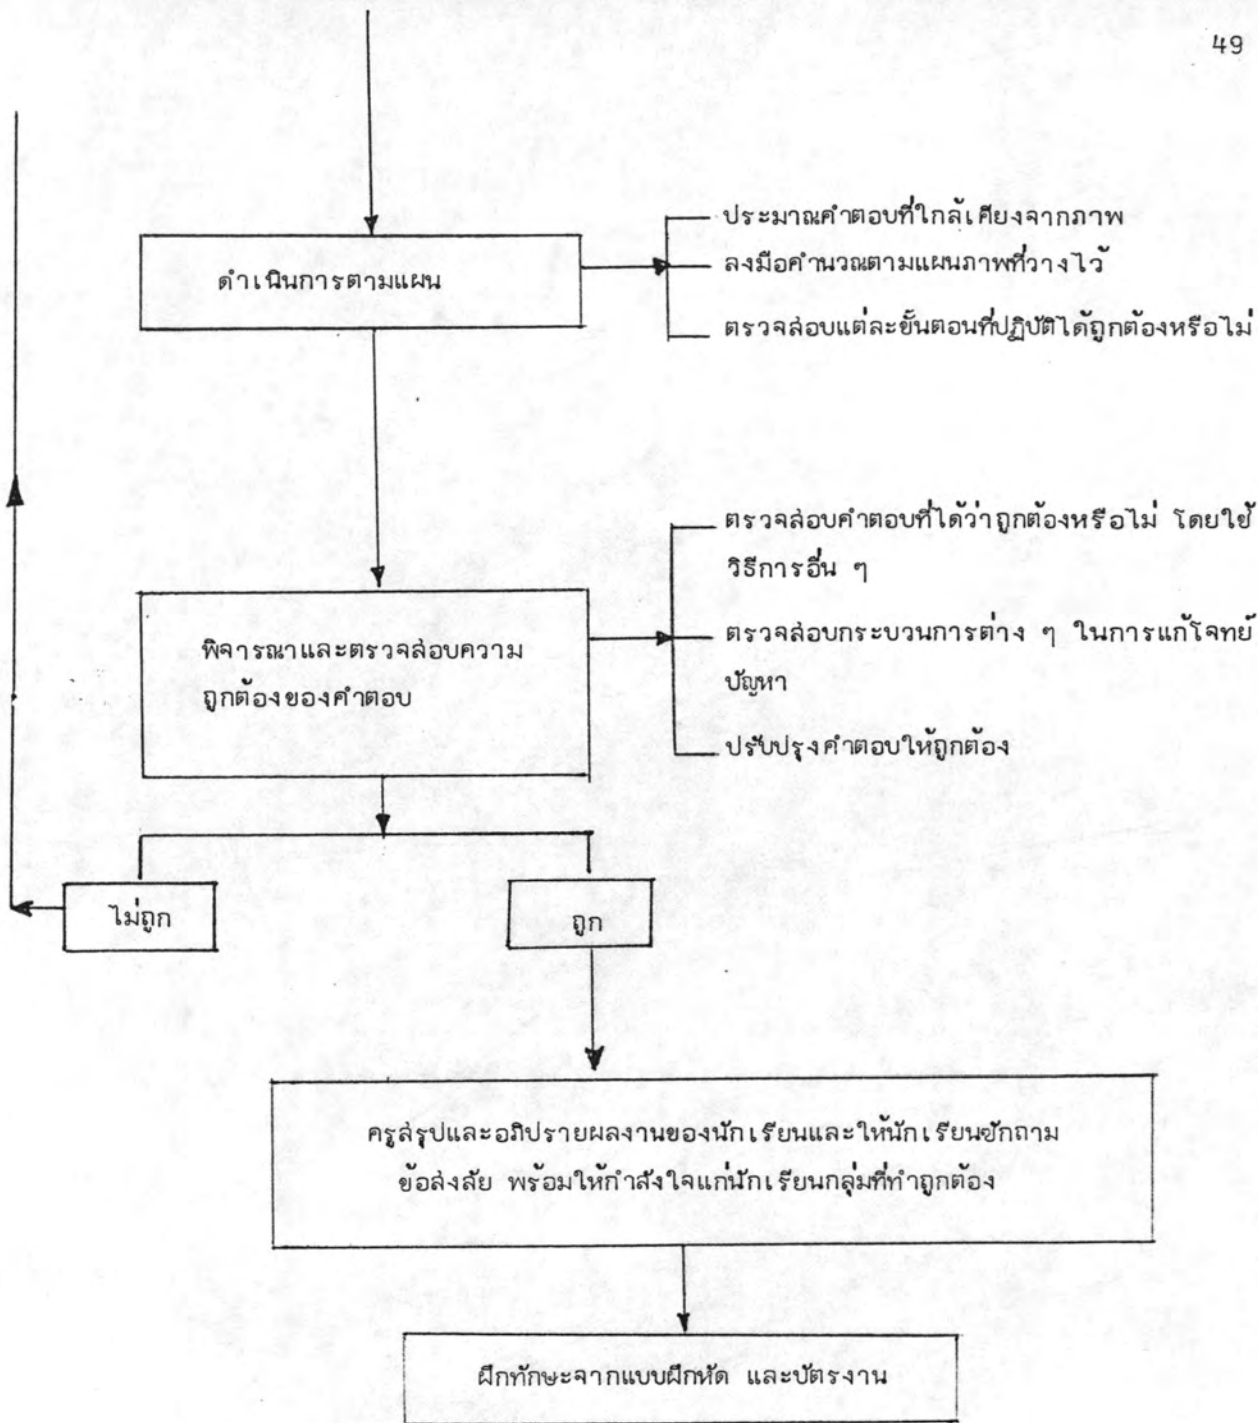 49
ดำเนินการตามแผน
ประมาณคำตอบที่ใกล้เคียงจากภาพ
ลงมือคำนวณตามแผนภาพที่วางไว้
ตรวจสอบแต่ละขั้นตอนที่ปฏิบัติได้ถูกต้องหรือไม่
พิจารณาและตรวจสอบความ
ถูกต้องของคำตอบ
ตรวจสอบคำตอบที่ได้ว่าถูกต้องหรือไม่ โดยใช้
วิธีการอื่น ๆ
ตรวจสอบกระบวนการต่าง ๆ ในการแก้โจทย์
ปัญหา
ปรับปรุงคำตอบให้ถูกต้อง
ไม่ถูก
ถูก
ครูสรุปและอภิปรายผลงานของนักเรียนและให้นักเรียนซักถาม
ข้อสงสัย พร้อมให้กำลังใจแก่นักเรียนกลุ่มที่ทำถูกต้อง
ฝึกทักษะจากแบบฝึกหัด และบัตรงาน